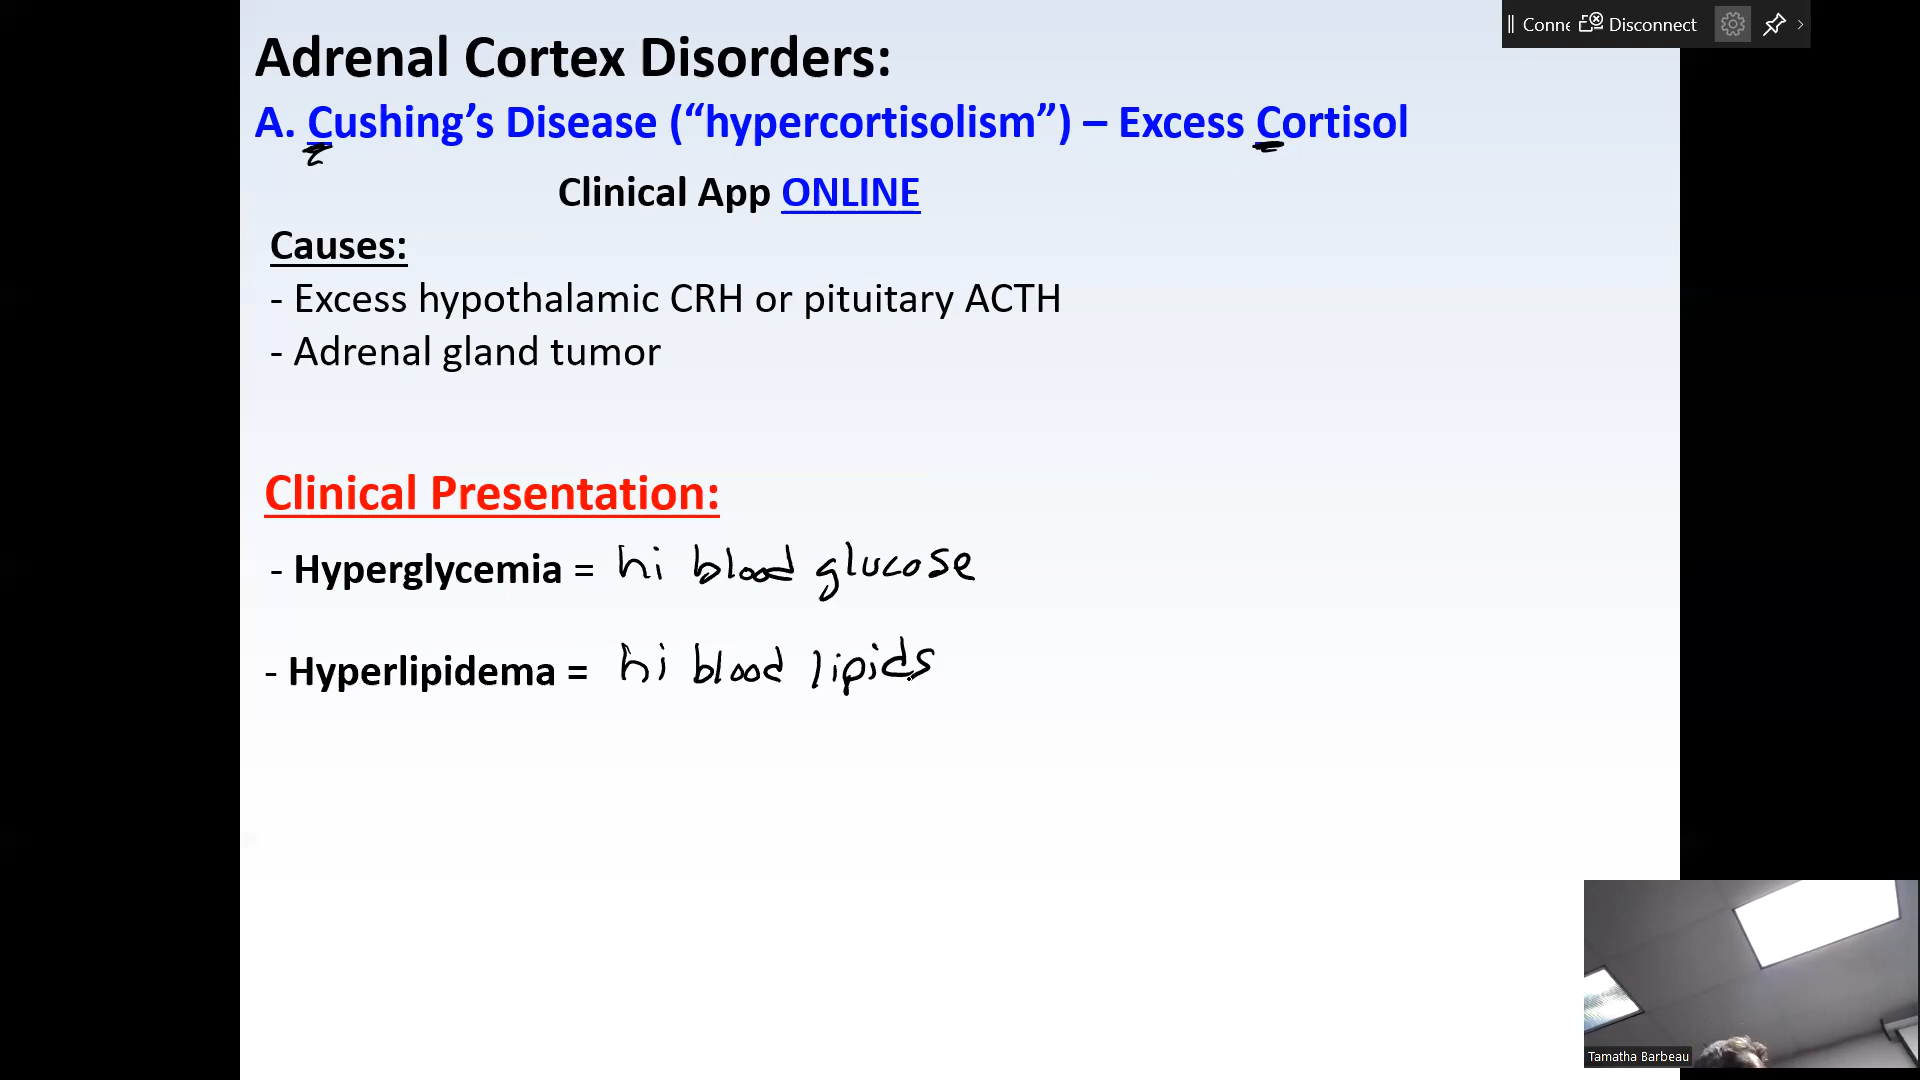 Conne Disconnect
Adrenal Cortex Disorders:
A. Cushing’s Disease (“hypercortisolism”) – Excess Cortisol
Clinical App ONLINE
Causes:
- Excess hypothalamic CRH or pituitary ACTH
- Adrenal gland tumor
Clinical Presentation:
- Hyperglycemia = hi blood glucose
- Hyperlipidema = hi blood lipids
Tamatha Barbeau